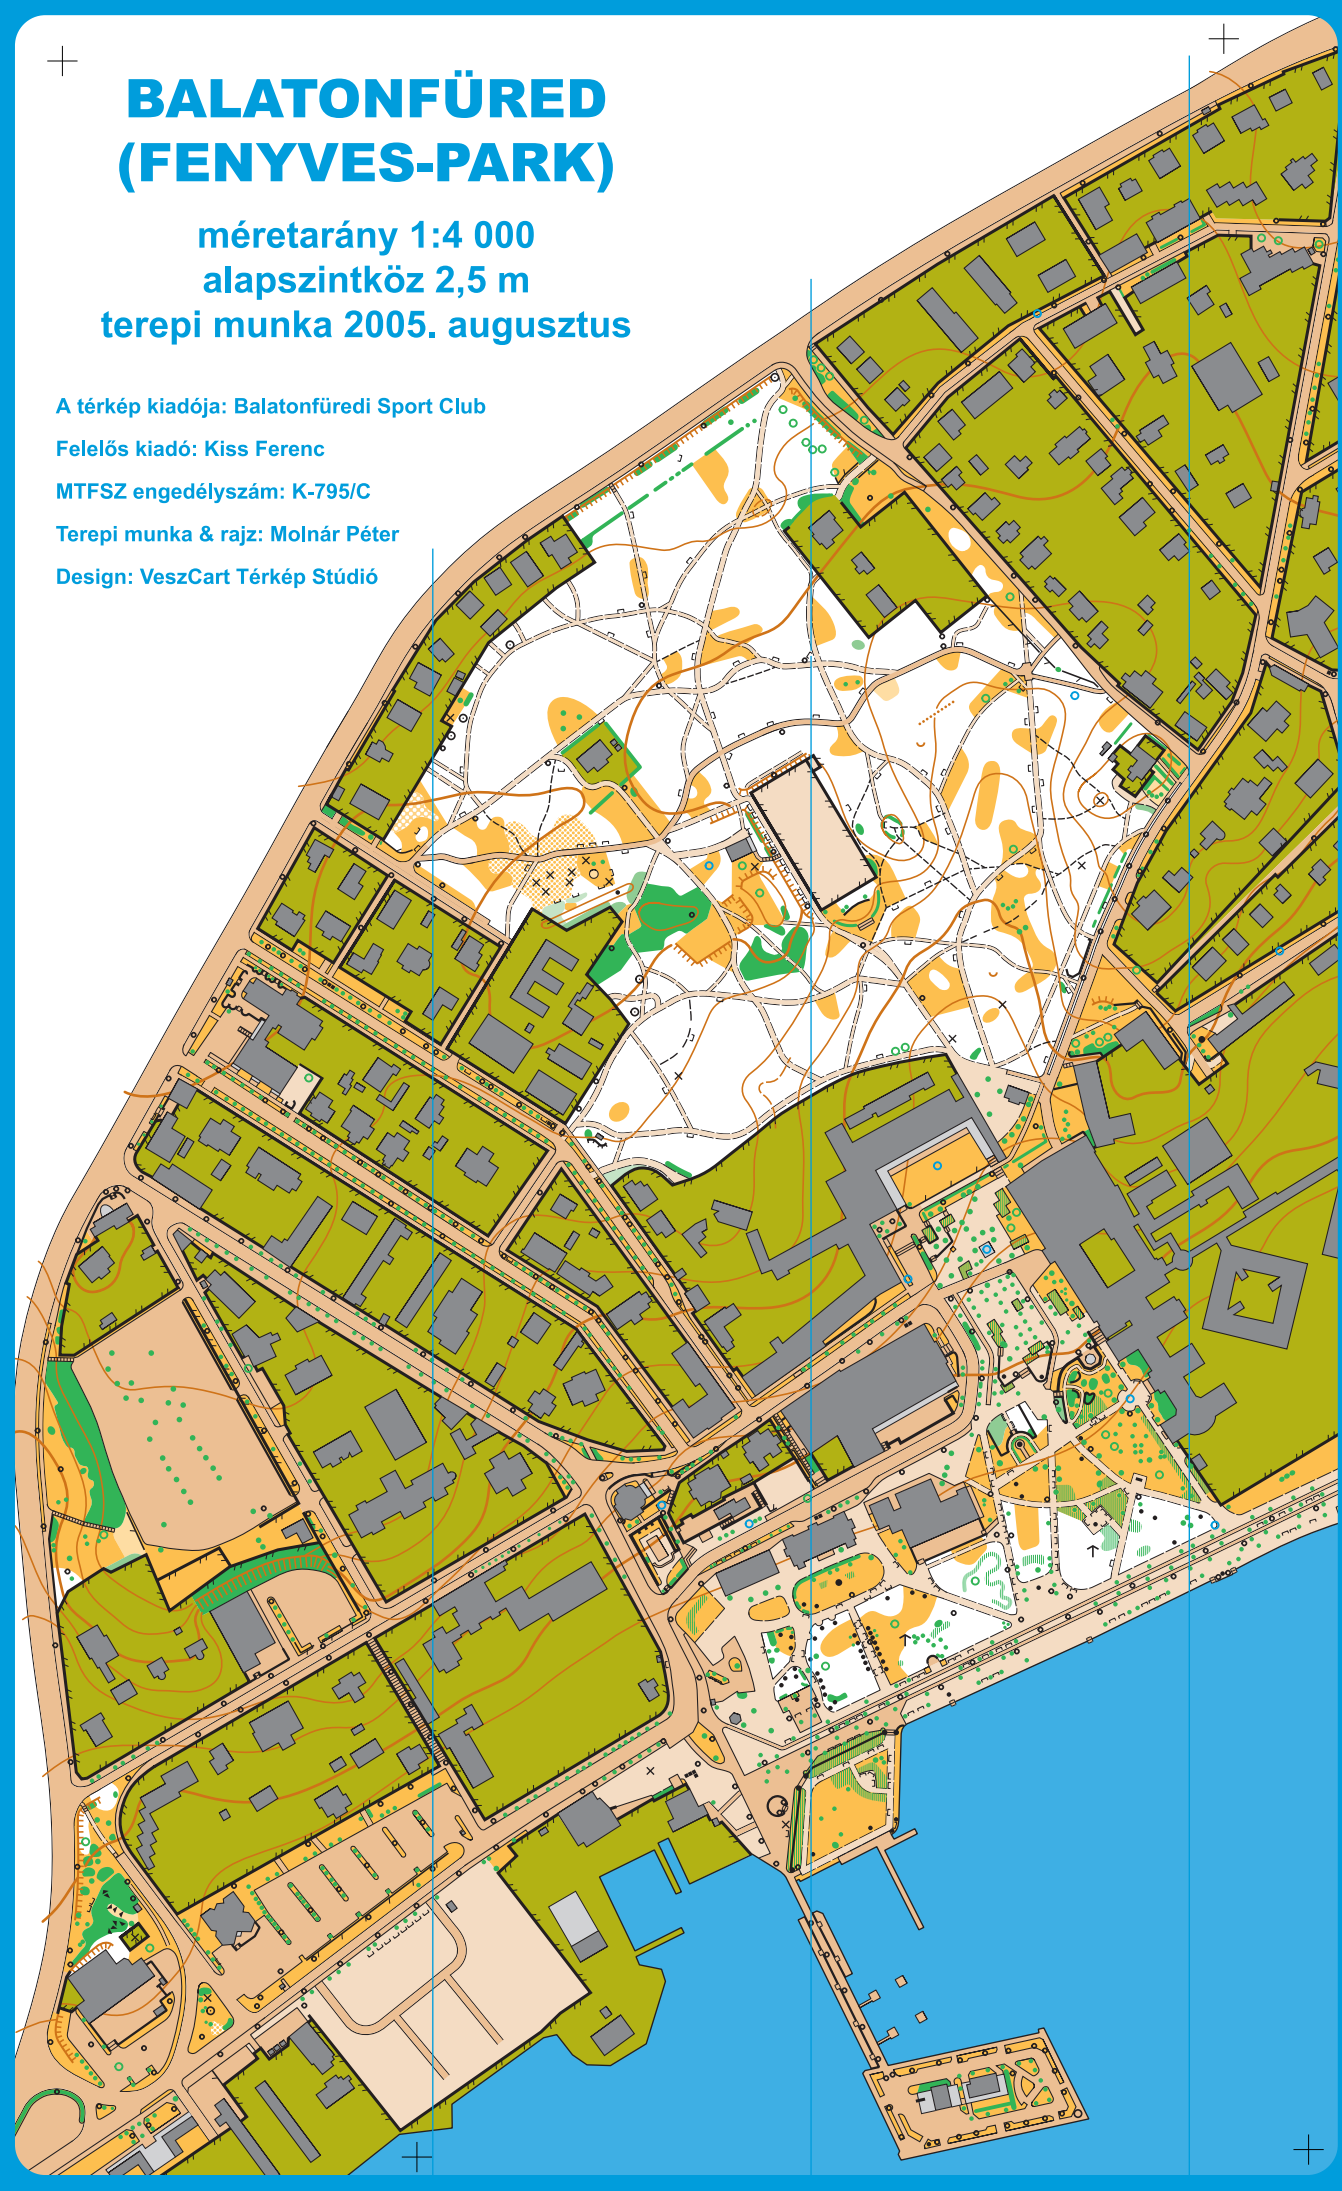 BALATONFÜRED
(FENYVES-PARK)
méretarány 1:4 000
alapszintköz 2,5 m
terepi munka 2005. augusztus
A térkép kiadója: Balatonfüredi Sport Club
Felelős kiadó: Kiss Ferenc
MTFSZ engedélyszám: K-795/C
Terepi munka & rajz: Molnár Péter
Design: VeszCart Térkép Stúdió